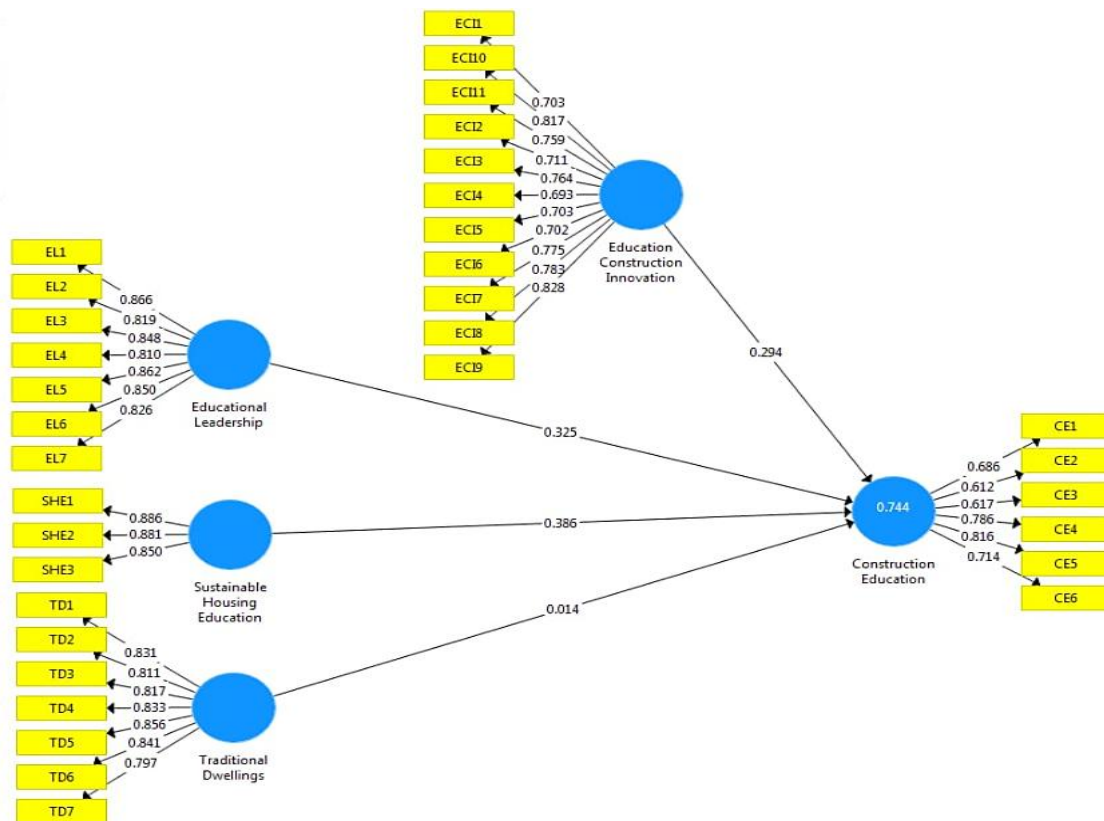 ECI1
ECI10
ECI11
ECI2
ECI3
ECI4
ECI5
ECI6
ECI7
ECI8
ECI9
0.703
0.817
0.759
0.711
0.764
0.693
0.703
0.702
0.775
0.783
0.828
Education
Construction
Innovation
0.294
EL1
EL2
EL3
EL4
EL5
EL6
EL7
0.866
0.819
0.848
0.810
0.862
0.850
0.826
Educational
Leadership
0.325
SHE1
SHE2
SHE3
0.886
0.881
0.850
Sustainable
Housing
Education
0.386
TD1
TD2
TD3
TD4
TD5
TD6
TD7
0.831
0.811
0.817
0.833
0.856
0.841
0.797
Traditional
Dwellings
0.014
0.744
Construction
Education
0.686
0.612
0.617
0.786
0.816
0.714
CE1
CE2
CE3
CE4
CE5
CE6